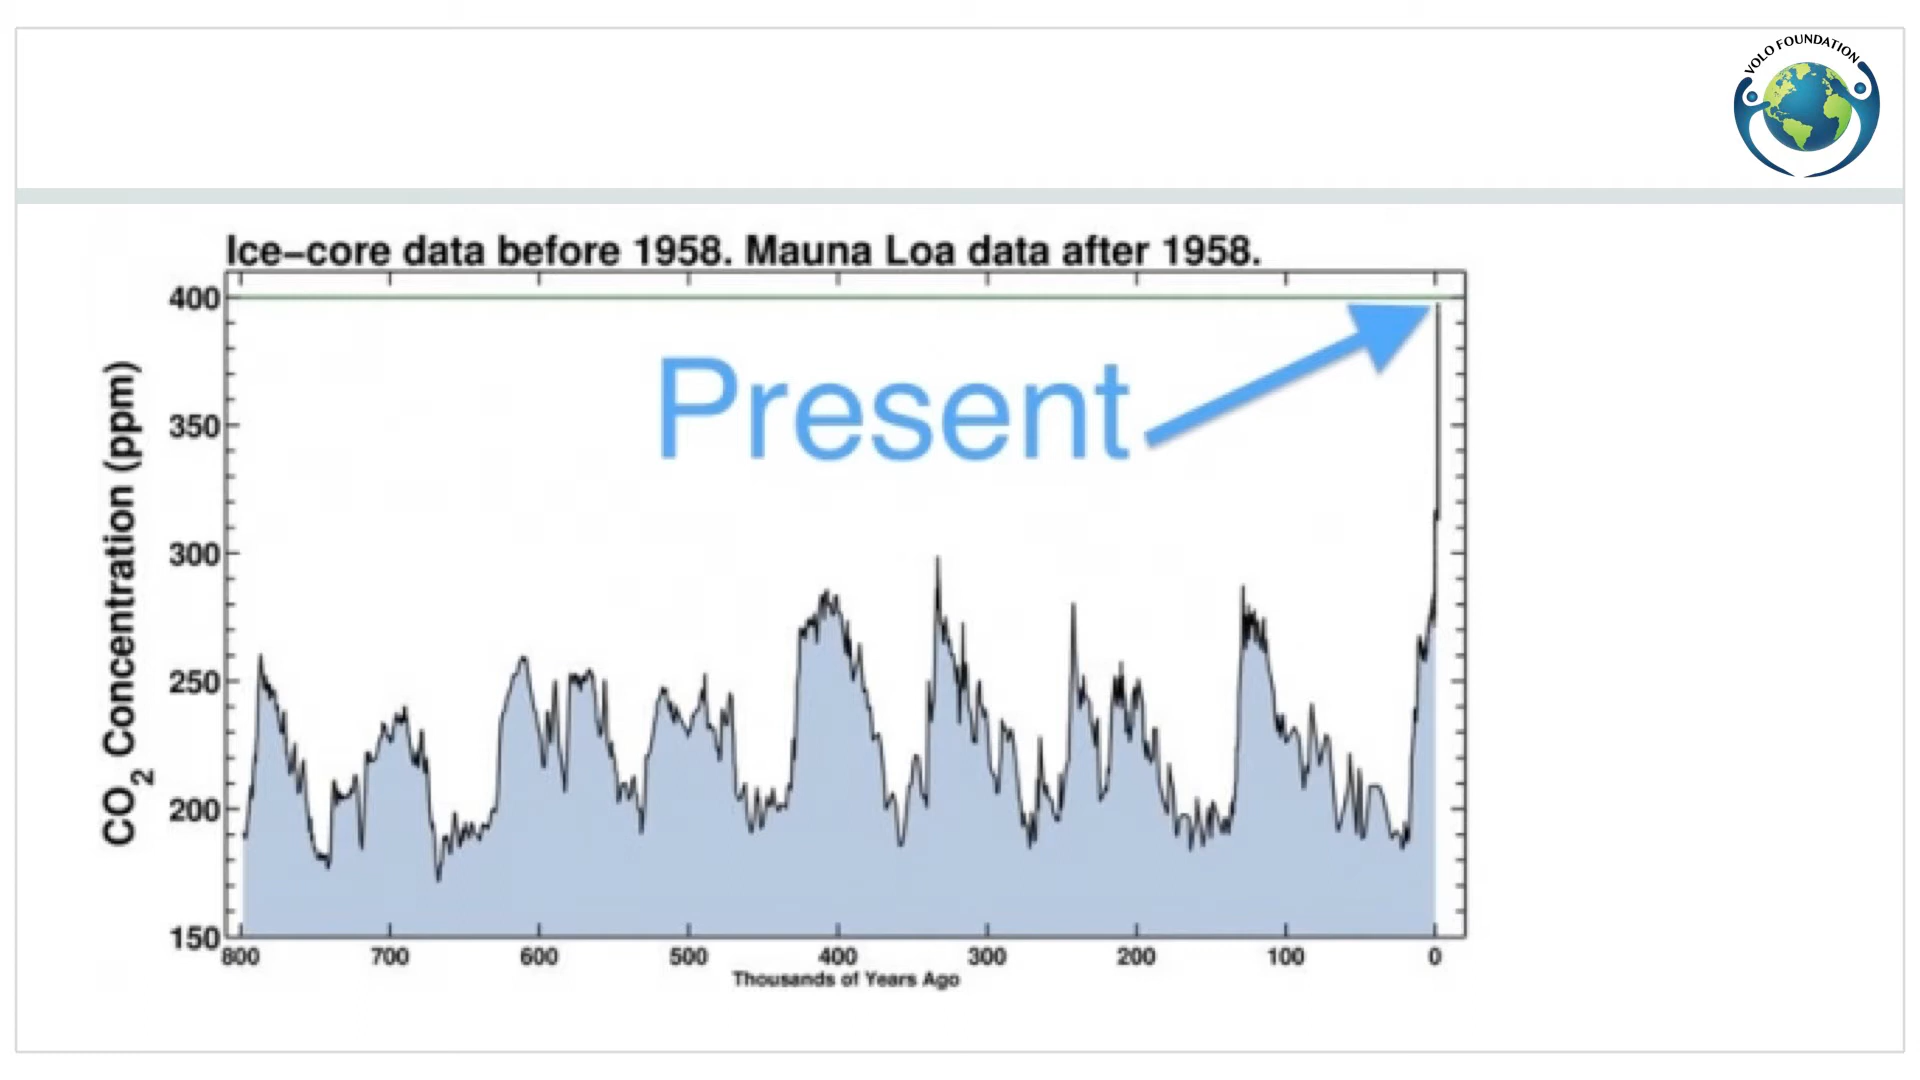 VOLO FOUNDATION
Ice-core data before 1958. Mauna Loa data after 1958.
400
350
300
250
200
150
CO2 Concentration (ppm)
Present
800 700 600 500 400 300 200 100 0
Thousands of Years Ago